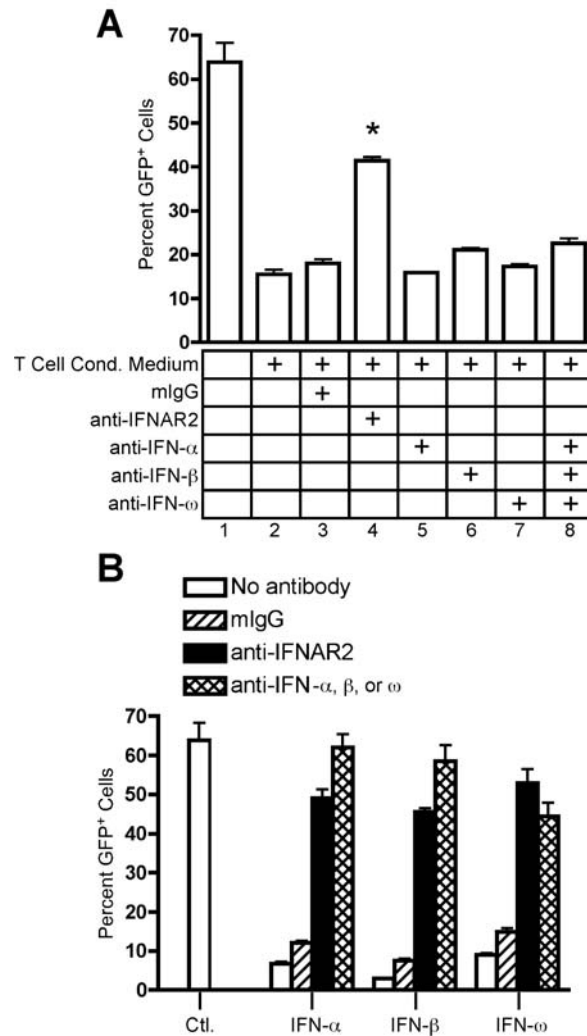 A
Percent GFP+ Cells
70
60
50
40
30
20
10
0
*
T Cell Cond. Medium + + + + + + +
mIgG +
anti-IFNAR2 +
anti-IFN-α + +
anti-IFN-β + +
anti-IFN-ω + +
1 2 3 4 5 6 7 8
B
No antibody
mIgG
anti-IFNAR2
anti-IFN-α, β, or ω
Percent GFP+ Cells
70
60
50
40
30
20
10
0
Ctl. IFN-α IFN-β IFN-ω